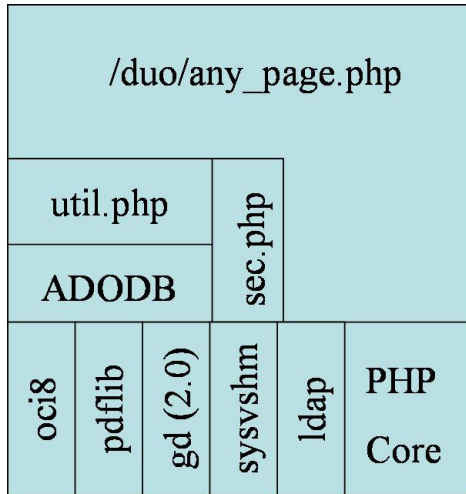 /duo/any_page.php
util.php
sec.php
ADODB
oci8
pdflib
gd (2.0)
sysvshm
ldap
PHP
Core